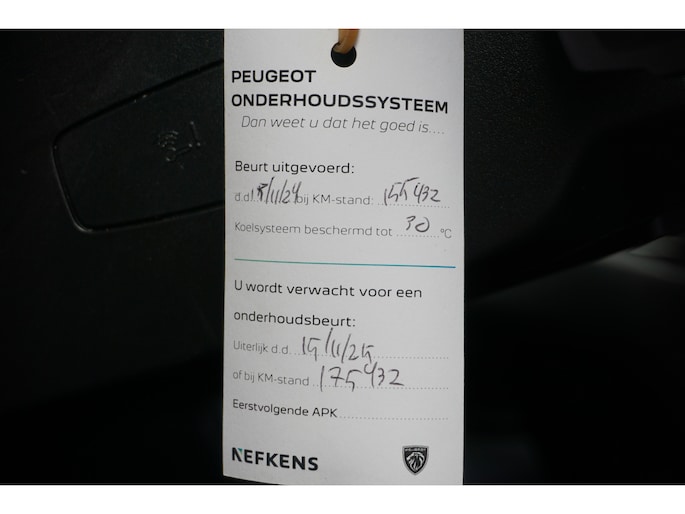 PEUGEOT
ONDERHOUDSSYSTEEM
Dan weet u dat het goed is....
Beurt uitgevoerd:
d.d. /11/24 bij KM-stand: 155432
Koelsysteem beschermd tot 30 °C
U wordt verwacht voor een
onderhoudsbeurt:
Uiterlijk d.d. 15/11/25
of bij KM-stand 175432
Eerstvolgende APK
NEFKENS